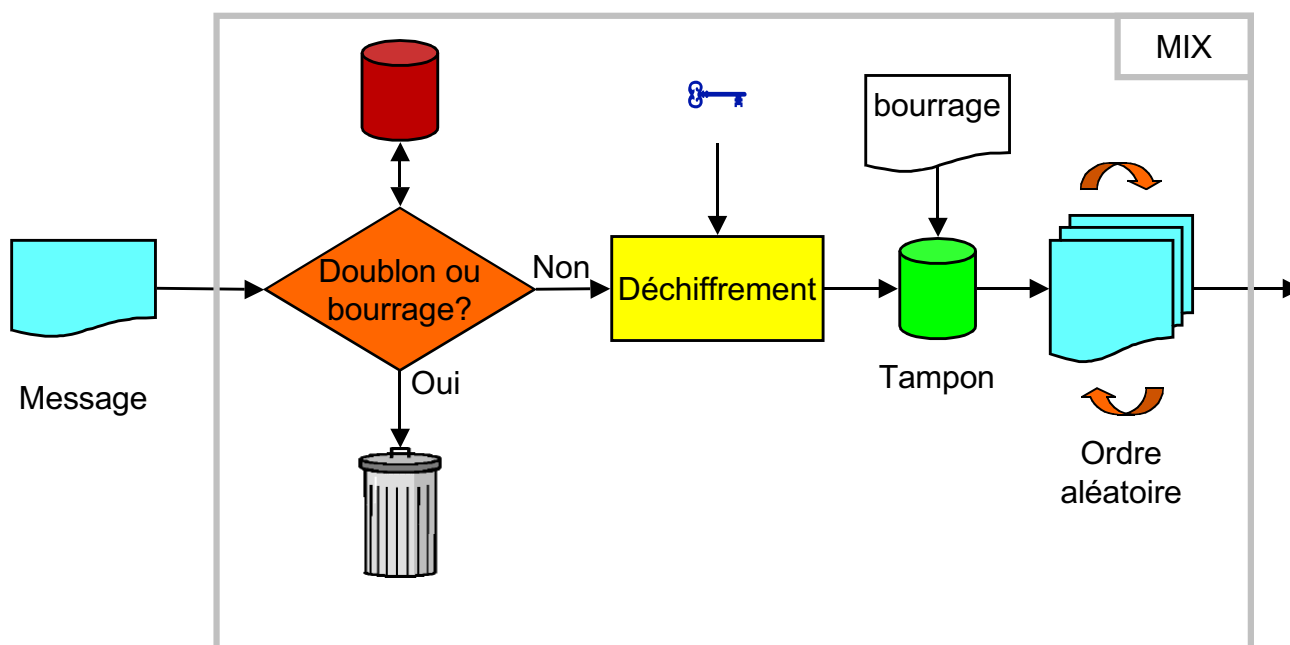 MIX
bourrage
Doublon ou
bourrage?
Non
Déchiffrement
Oui
Tampon
Message
Ordre
aléatoire